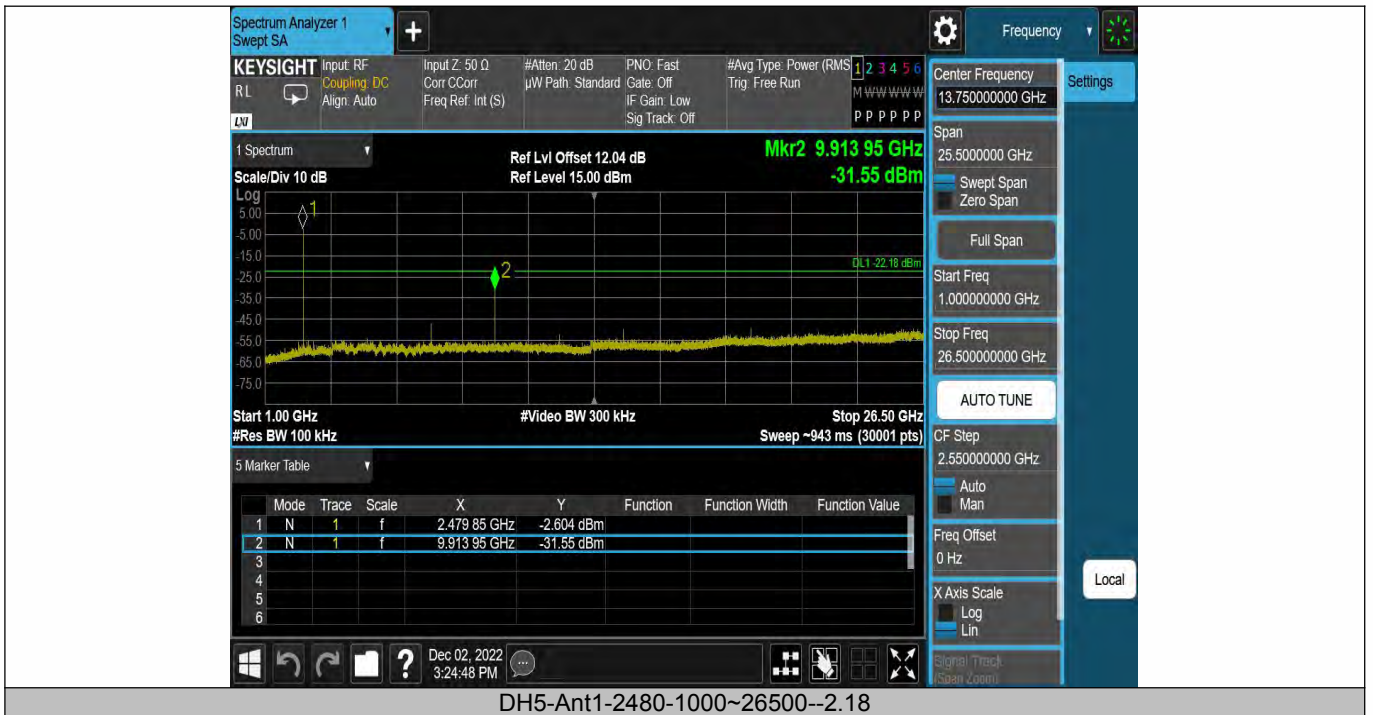 Spectrum Analyzer 1
Swept SA
+
Frequency
KEYSIGHT
RL
LXI
Input: RF
Coupling: DC
Align: Auto
Input Z: 50 Ω
Corr CCorr
Freq Ref: Int (S)
#Atten: 20 dB
µW Path: Standard
PNO: Fast
Gate: Off
IF Gain: Low
Sig Track: Off
#Avg Type: Power (RMS
Trig: Free Run
1 2 3 4 5 6
M W W W W W
P P P P P P
1 Spectrum
Scale/Div 10 dB
Ref Lvl Offset 12.04 dB
Ref Level 15.00 dBm
Mkr2 9.913 95 GHz
-31.55 dBm
Log
5.00
-5.00
-15.0
-25.0
-35.0
-45.0
-55.0
-65.0
-75.0
1
2
DL1 -22.18 dBm
Start 1.00 GHz
#Video BW 300 kHz
Stop 26.50 GHz
#Res BW 100 kHz
Sweep ~943 ms (30001 pts)
5 Marker Table
Mode Trace Scale X Y Function Function Width Function Value
1 N 1 f 2.479 85 GHz -2.604 dBm
2 N 1 f 9.913 95 GHz -31.55 dBm
3
4
5
6
?
Dec 02, 2022
3:24:48 PM
Center Frequency
13.750000000 GHz
Settings
Span
25.5000000 GHz
Swept Span
Zero Span
Full Span
Start Freq
1.000000000 GHz
Stop Freq
26.500000000 GHz
AUTO TUNE
CF Step
2.550000000 GHz
Auto
Man
Freq Offset
0 Hz
X Axis Scale
Log
Lin
Local
Signal Track
(Span Zoom)
DH5-Ant1-2480-1000~26500--2.18